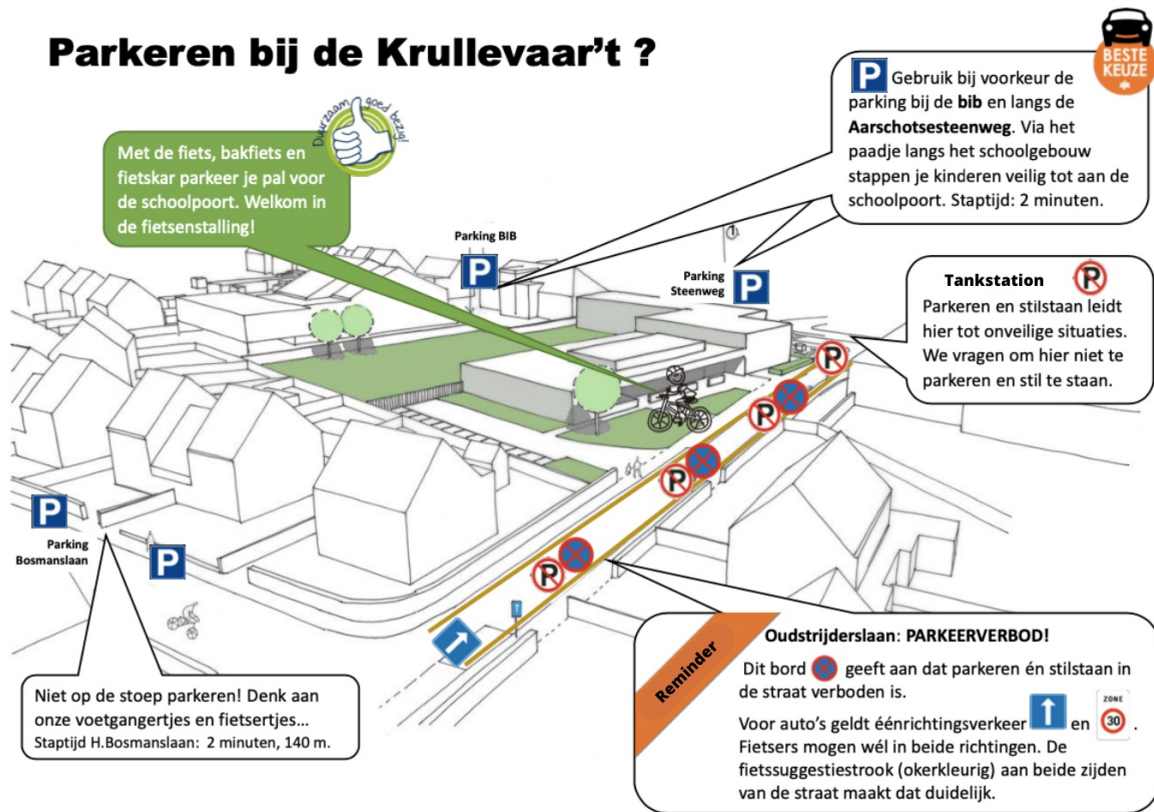 Parkeren bij de Krullevaar't ?
BESTE
KEUZE
P Gebruik bij voorkeur de
parking bij de bib en langs de
Aarschotsesteenweg. Via het
paadje langs het schoolgebouw
stappen je kinderen veilig tot aan de
schoolpoort. Staptijd: 2 minuten.
Duurzaam goed bezig!
Met de fiets, bakfiets en
fietskar parkeer je pal voor
de schoolpoort. Welkom in
de fietsenstalling!
Parking BIB
P
Parking
Steenweg
P
Tankstation P
Parkeren en stilstaan leidt
hier tot onveilige situaties.
We vragen om hier niet te
parkeren en stil te staan.
P
P
P
P
P
Parking
Bosmanslaan
P
Niet op de stoep parkeren! Denk aan
onze voetgangertjes en fietsertjes...
Staptijd H.Bosmanslaan: 2 minuten, 140 m.
Reminder
Oudstrijderslaan: PARKEERVERBOD!
Dit bord geeft aan dat parkeren én stilstaan in
de straat verboden is.
Voor auto's geldt éénrichtingsverkeer en ZONE 30 .
Fietsers mogen wél in beide richtingen. De
fietssuggestiestrook (okerkleurig) aan beide zijden
van de straat maakt dat duidelijk.